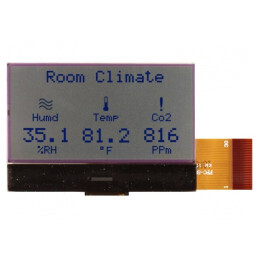 Room Climate
Humd Temp Co2
35.1 81.2 816
%RH °F PPm